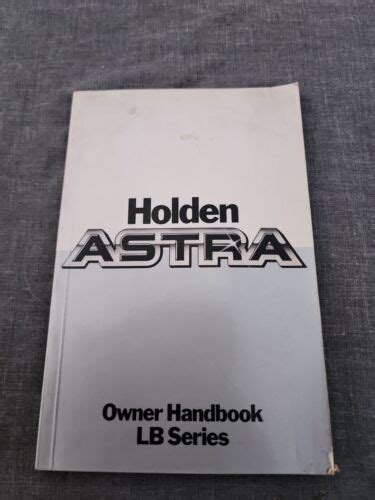 Holden
ASTRA
Owner Handbook
LB Series